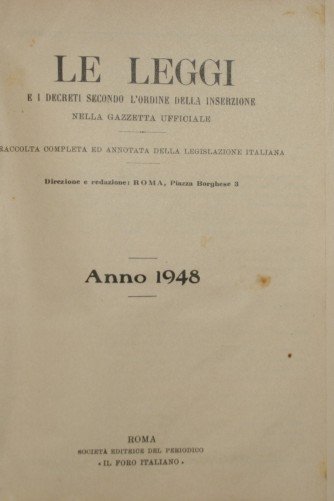 LE LEGGI
E I DECRETI SECONDO L'ORDINE DELLA INSERZIONE
NELLA GAZZETTA UFFICIALE
RACCOLTA COMPLETA ED ANNOTATA DELLA LEGISLAZIONE ITALIANA
Direzione e redazione: ROMA, Piazza Borghese 3
Anno 1948
ROMA
SOCIETÀ EDITRICE DEL PERIODICO
« IL FORO ITALIANO »